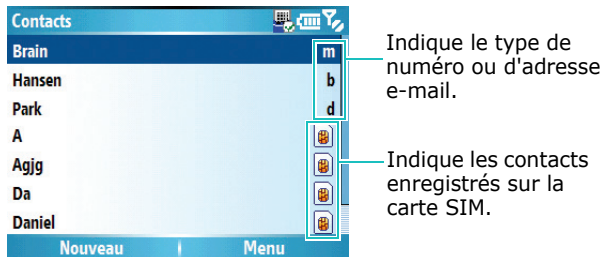 Contacts
Brain m
Hansen b
Park d
A
Agjg
Da
Daniel
Nouveau Menu
Indique le type de
numéro ou d'adresse
e-mail.
Indique les contacts
enregistrés sur la
carte SIM.